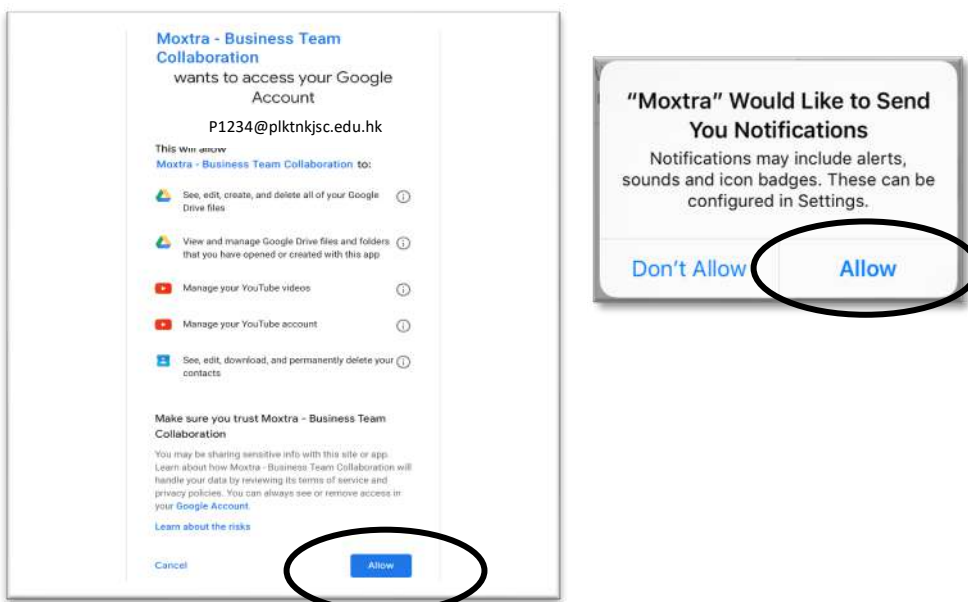 Moxtra - Business Team
Collaboration
wants to access your Google
Account
P1234@plktnkjsc.edu.hk
This will allow
Moxtra - Business Team Collaboration to:
See, edit, create, and delete all of your Google
Drive files
View and manage Google Drive files and folders
that you have opened or created with this app
Manage your YouTube videos
Manage your YouTube account
See, edit, download, and permanently delete your
contacts
Make sure you trust Moxtra - Business Team
Collaboration
You may be sharing sensitive info with this site or app.
Learn about how Moxtra - Business Team Collaboration will
handle your data by reviewing its terms of service and
privacy policies. You can always see or remove access in
your Google Account
Learn about the risks
Cancel
Allow
“Moxtra” Would Like to Send
You Notifications
Notifications may include alerts,
sounds and icon badges. These can be
configured in Settings.
Don’t Allow
Allow